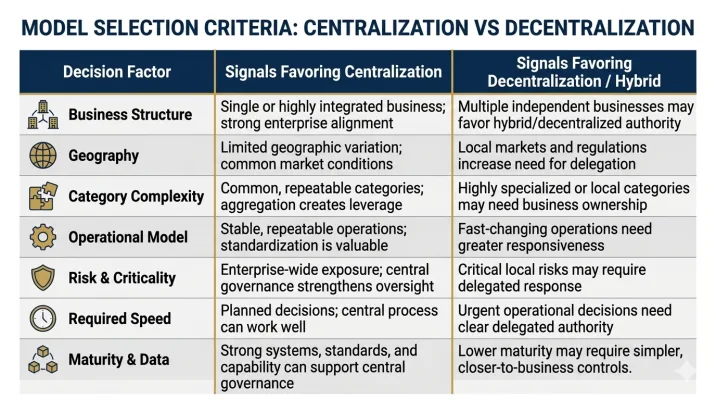 MODEL SELECTION CRITERIA: CENTRALIZATION VS DECENTRALIZATION
Decision Factor
Signals Favoring Centralization
Signals Favoring
Decentralization / Hybrid
Business Structure
Single or highly integrated business;
strong enterprise alignment
Multiple independent businesses may
favor hybrid/decentralized authority
Geography
Limited geographic variation;
common market conditions
Local markets and regulations
increase need for delegation
Category Complexity
Common, repeatable categories;
aggregation creates leverage
Highly specialized or local categories
may need business ownership
Operational Model
Stable, repeatable operations;
standardization is valuable
Fast-changing operations need
greater responsiveness
Risk & Criticality
Enterprise-wide exposure; central
governance strengthens oversight
Critical local risks may require
delegated response
Required Speed
Planned decisions; central process
can work well
Urgent operational decisions need
clear delegated authority
Maturity & Data
Strong systems, standards, and
capability can support central
governance
Lower maturity may require simpler,
closer-to-business controls.